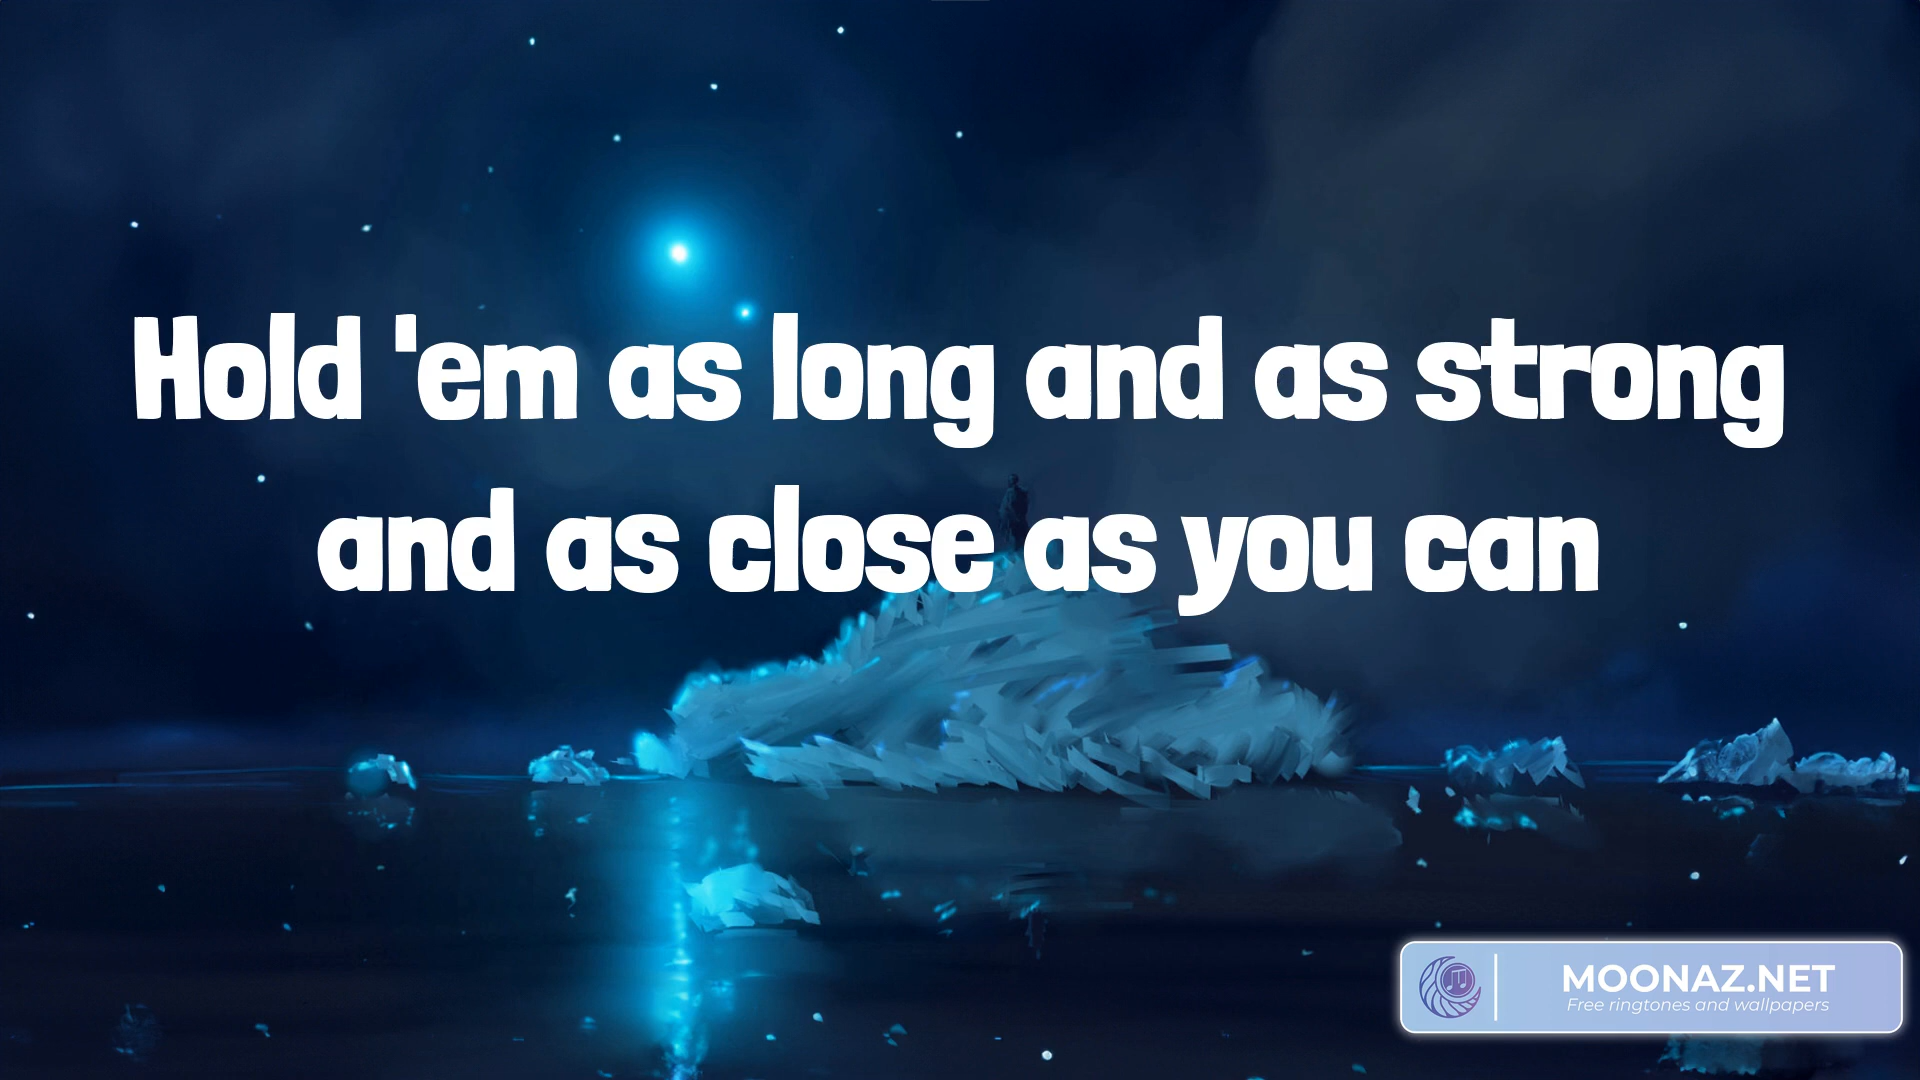 Hold 'em as long and as strong
and as close as you can
MOONAZ.NET
Free ringtones and wallpapers